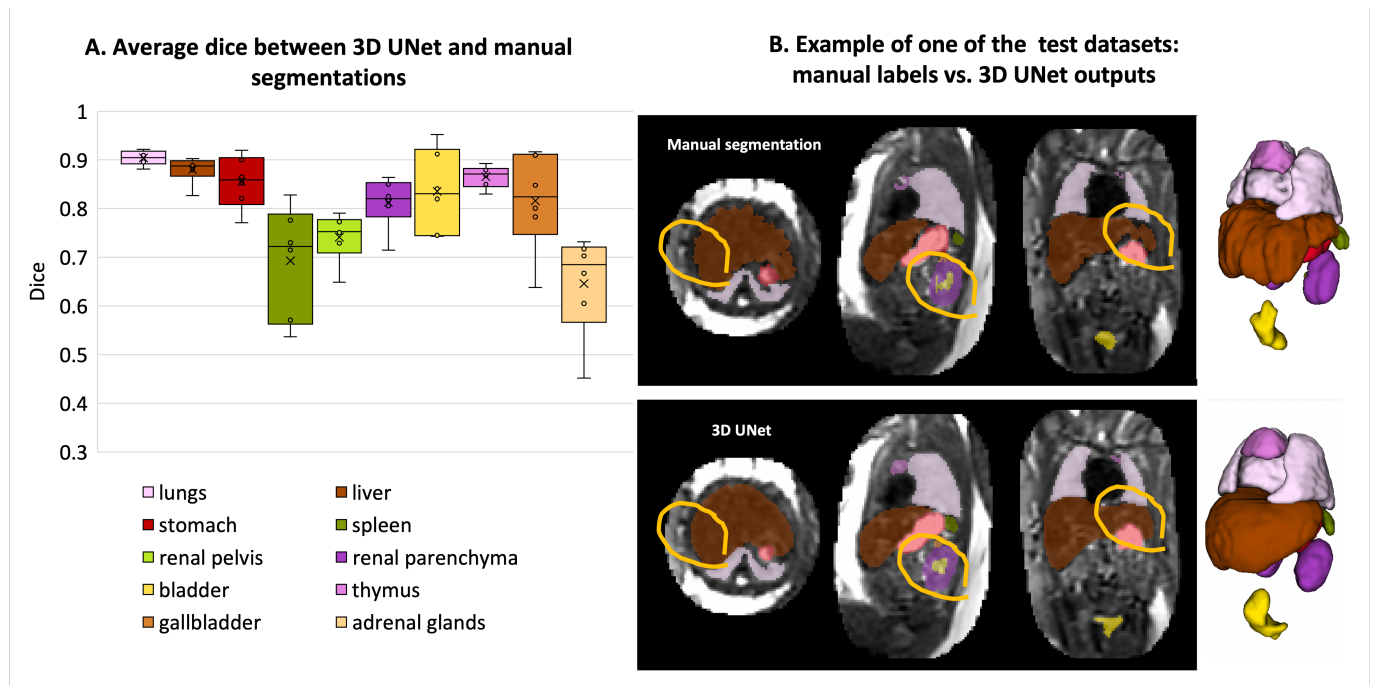 A. Average dice between 3D UNet and manual
segmentations
1
0.9
0.8
0.7
0.6
0.5
0.4
0.3
Dice
lungs
liver
stomach
spleen
renal pelvis
renal parenchyma
bladder
thymus
gallbladder
adrenal glands
B. Example of one of the test datasets:
manual labels vs. 3D UNet outputs
Manual segmentation
3D UNet